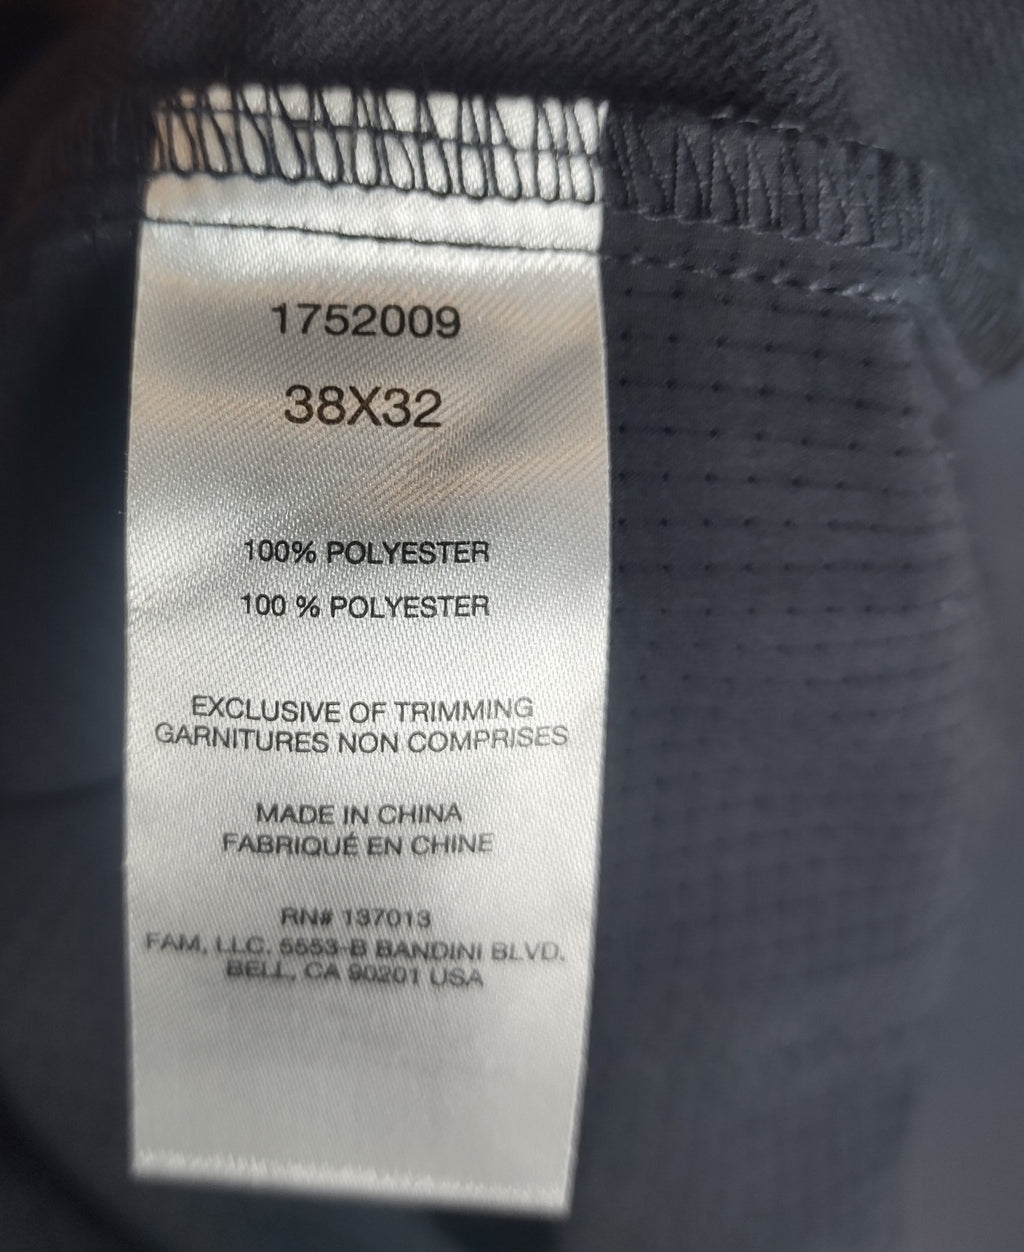 1752009
38X32
100% POLYESTER
100 % POLYESTER
EXCLUSIVE OF TRIMMING
GARNITURES NON COMPRISES
MADE IN CHINA
FABRIQUÉ EN CHINE
RN# 137013
FAM, LLC. 5553-B BANDINI BLVD.
BELL, CA 90201 USA